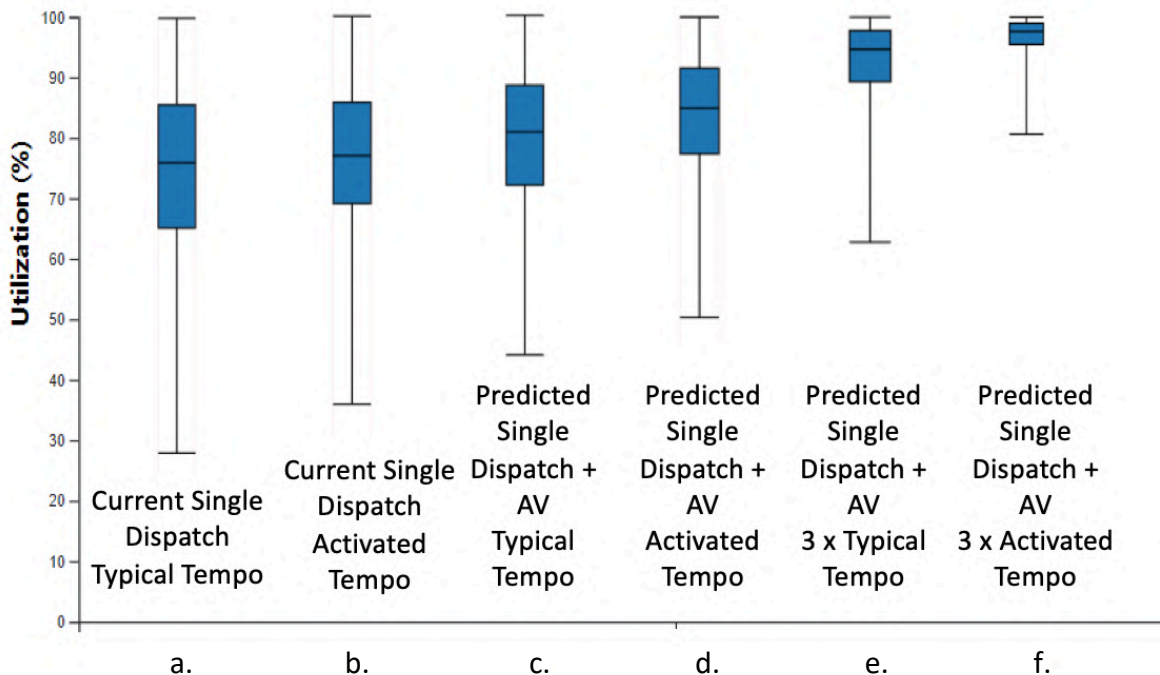 100
90
80
70
60
50
40
30
20
10
0
Utilization (%)
Current Single
Dispatch
Typical Tempo
Current Single
Dispatch
Activated
Tempo
Predicted
Single
Dispatch +
AV
Typical
Tempo
Predicted
Single
Dispatch +
AV
Activated
Tempo
Predicted
Single
Dispatch +
AV
3 x Typical
Tempo
Predicted
Single
Dispatch +
AV
3 x Activated
Tempo
a.
b.
c.
d.
e.
f.